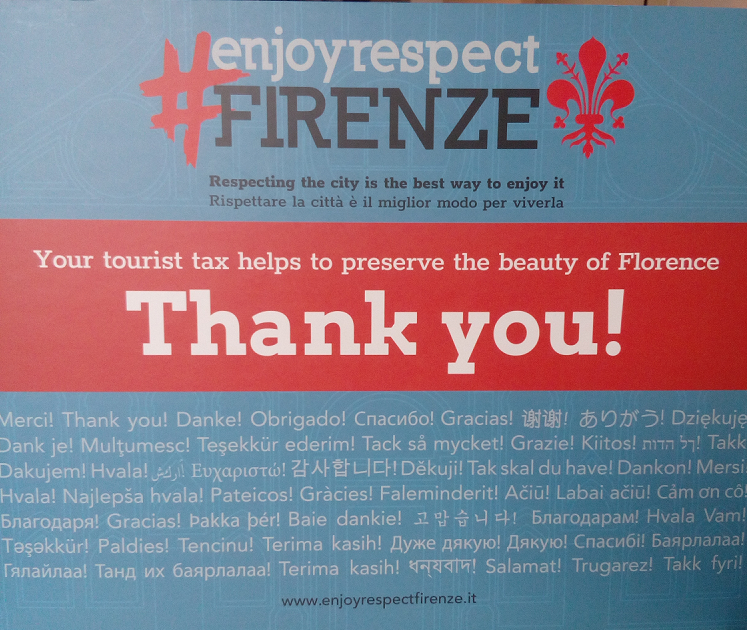 #enjoyrespect
FIRENZE
Respecting the city is the best way to enjoy it
Rispettare la città è il miglior modo per viverla
Your tourist tax helps to preserve the beauty of Florence
Thank you!
Merci! Thank you! Danke! Obrigado! Спасибо! Gracias! 谢谢! ありがう! Dziękuję
Dank je! Mulţumesc! Teşekkür ederim! Tack så mycket! Grazie! Kiitos! Takk
Dakujem! Hvala! Ευχαριστώ! 감사합니다! Děkuji! Tak skal du have! Dankon! Mersi
Hvala! Najlepša hvala! Pateicos! Gràcies! Faleminderit! Ačiū! Labai ačiū! Cảm ơn cô!
Благодаря! Gracias! Þakka þér! Baie dankie! 고맙습니다! Благодарам! Hvala Vam!
Təşəkkür! Paldies! Tencinu! Terima kasih! Дуже дякую! Дякую! Спасибі! Баярлалаа!
Гялайлаа! Танд их баярлалаа! Terima kasih! धन्यवाद! Salamat! Trugarez! Takk fyri!
www.enjoyrespectfirenze.it